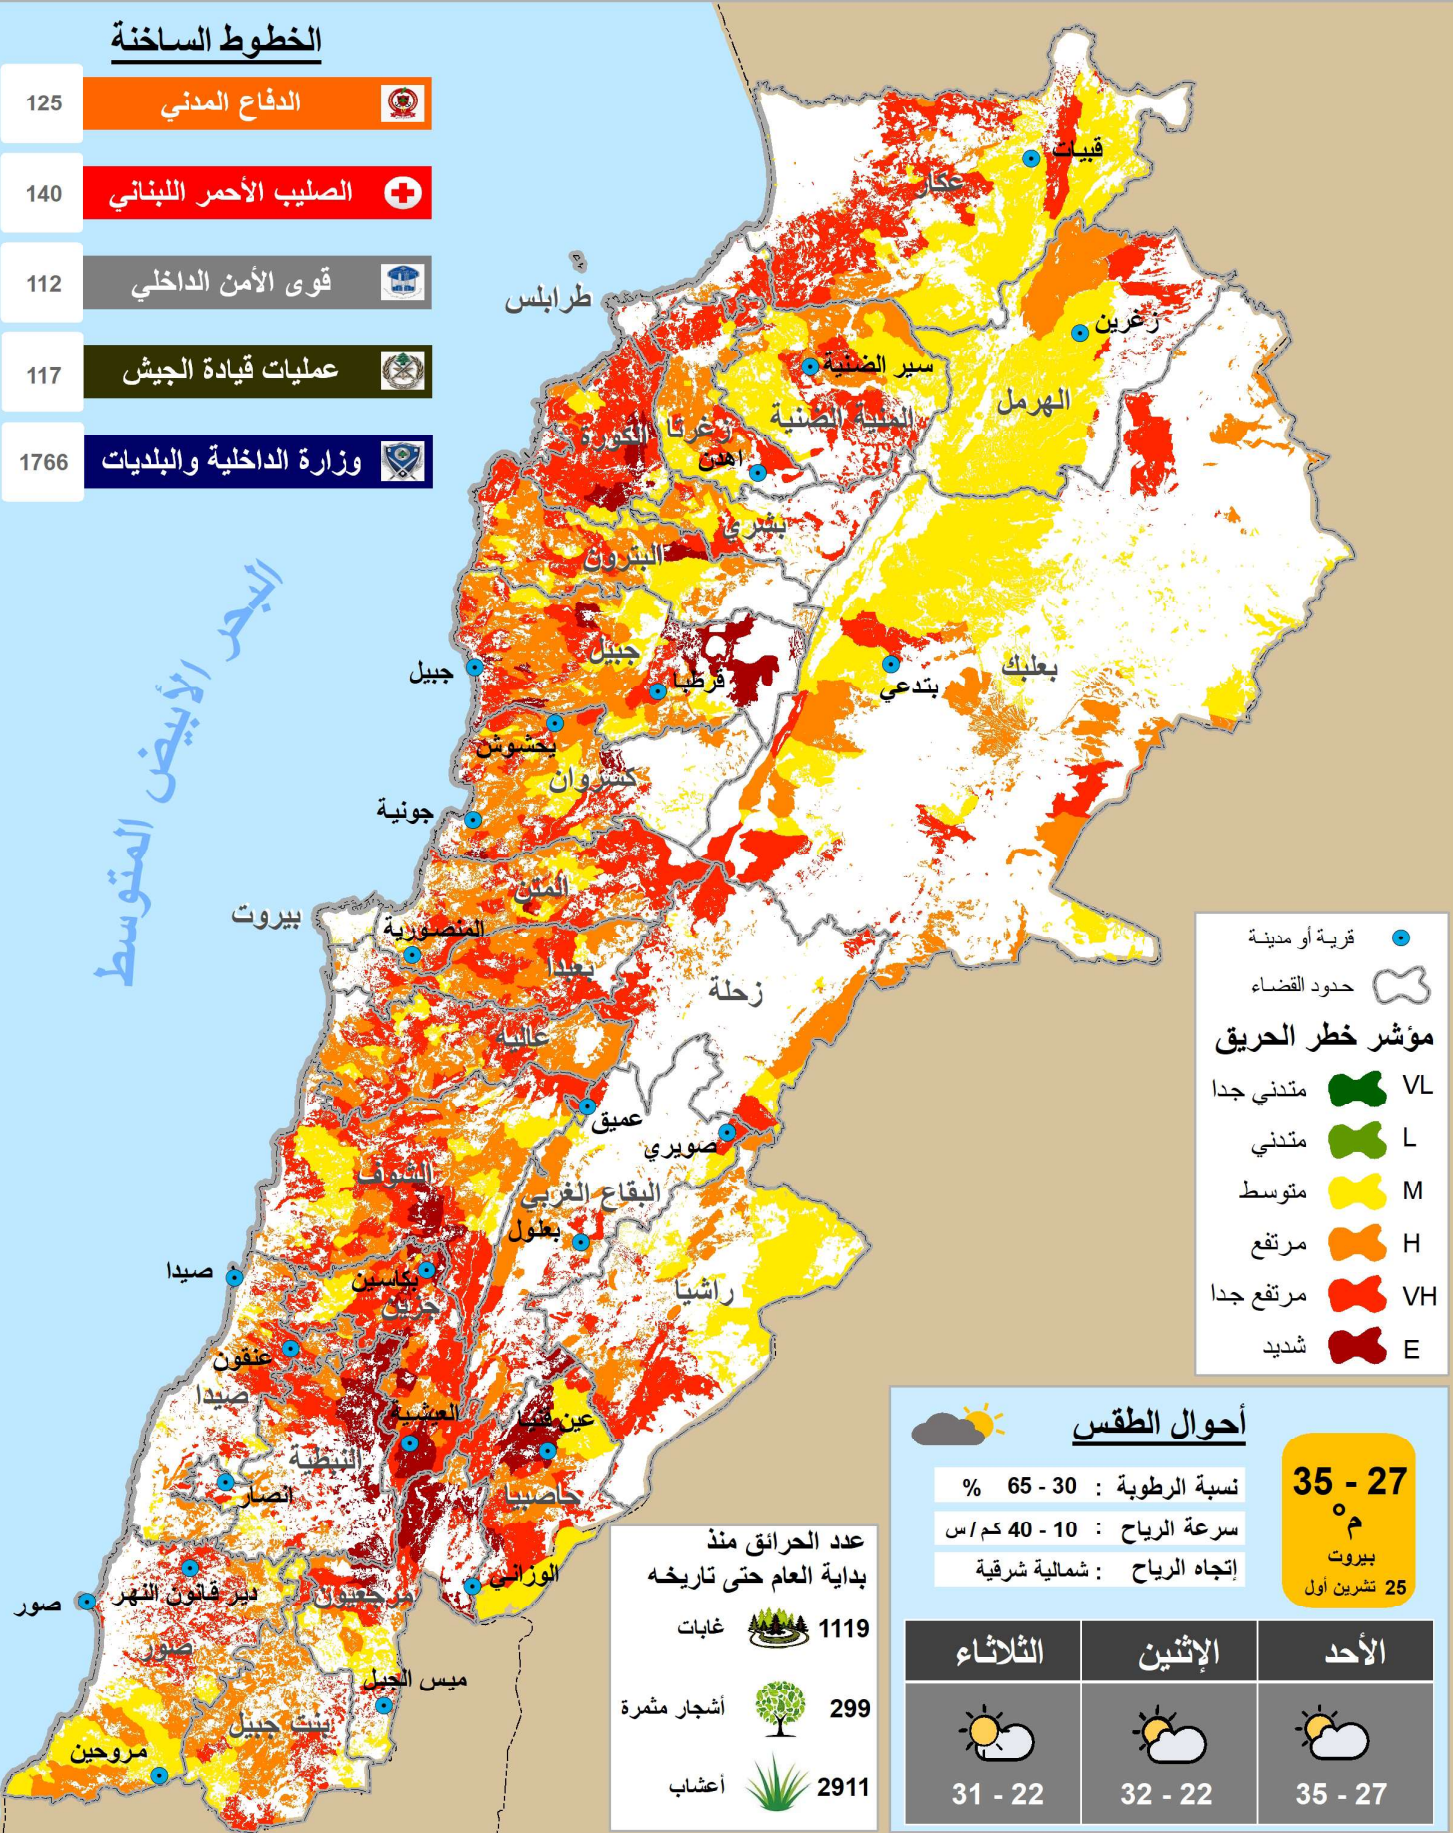 الخطوط الساخنة
الدفاع المدني 125
الصليب الأحمر اللبناني 140
قوى الأمن الداخلي 112
عمليات قيادة الجيش 117
وزارة الداخلية والبلديات 1766
البحر الأبيض المتوسط
قبيات
عكار
طرابلس
زغرين
سير الضنية
الهرمل
المنية الضنية
زغرتا
الكورة
اهدن
بشري
البترون
جبيل
جبيل
قرطبا
بتدعي
بعلبك
يحشوش
كسروان
جونية
المتن
بيروت
المنصورية
بعبدا
زحلة
عاليه
عميق
صويري
الشوف
البقاع الغربي
بعلول
صيدا
بكاسين
جزين
راشيا
عنقون
صيدا
العيشية
عين قنيا
النبطية
انصار
حاصبيا
الوزاني
دير قانون النهر
مرجعيون
صور
صور
ميس الجبل
بنت جبيل
مروحين
قرية أو مدينة
حدود القضاء
مؤشر خطر الحريق
VL متدني جدا
L متدني
M متوسط
H مرتفع
VH مرتفع جدا
E شديد
أحوال الطقس
نسبة الرطوبة : 30 - 65 %
سرعة الرياح : 10 - 40 كم / س
إتجاه الرياح : شمالية شرقية
35 - 27
م°
بيروت
25 تشرين أول
الأحد
الإثنين
الثلاثاء
35 - 27
32 - 22
31 - 22
عدد الحرائق منذ
بداية العام حتى تاريخه
1119 غابات
299 أشجار مثمرة
2911 أعشاب